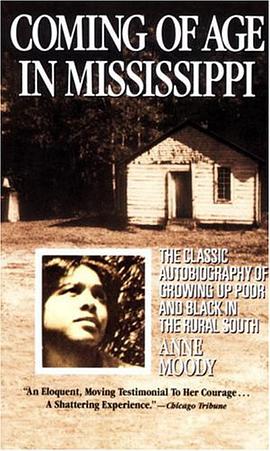 COMING OF AGE
IN MISSISSIPPI
THE CLASSIC
AUTOBIOGRAPHY OF
GROWING UP POOR
AND BLACK IN
THE RURAL SOUTH
ANNE
MOODY
"An Eloquent, Moving Testimonial To Her Courage...
A Shattering Experience."—Chicago Tribune